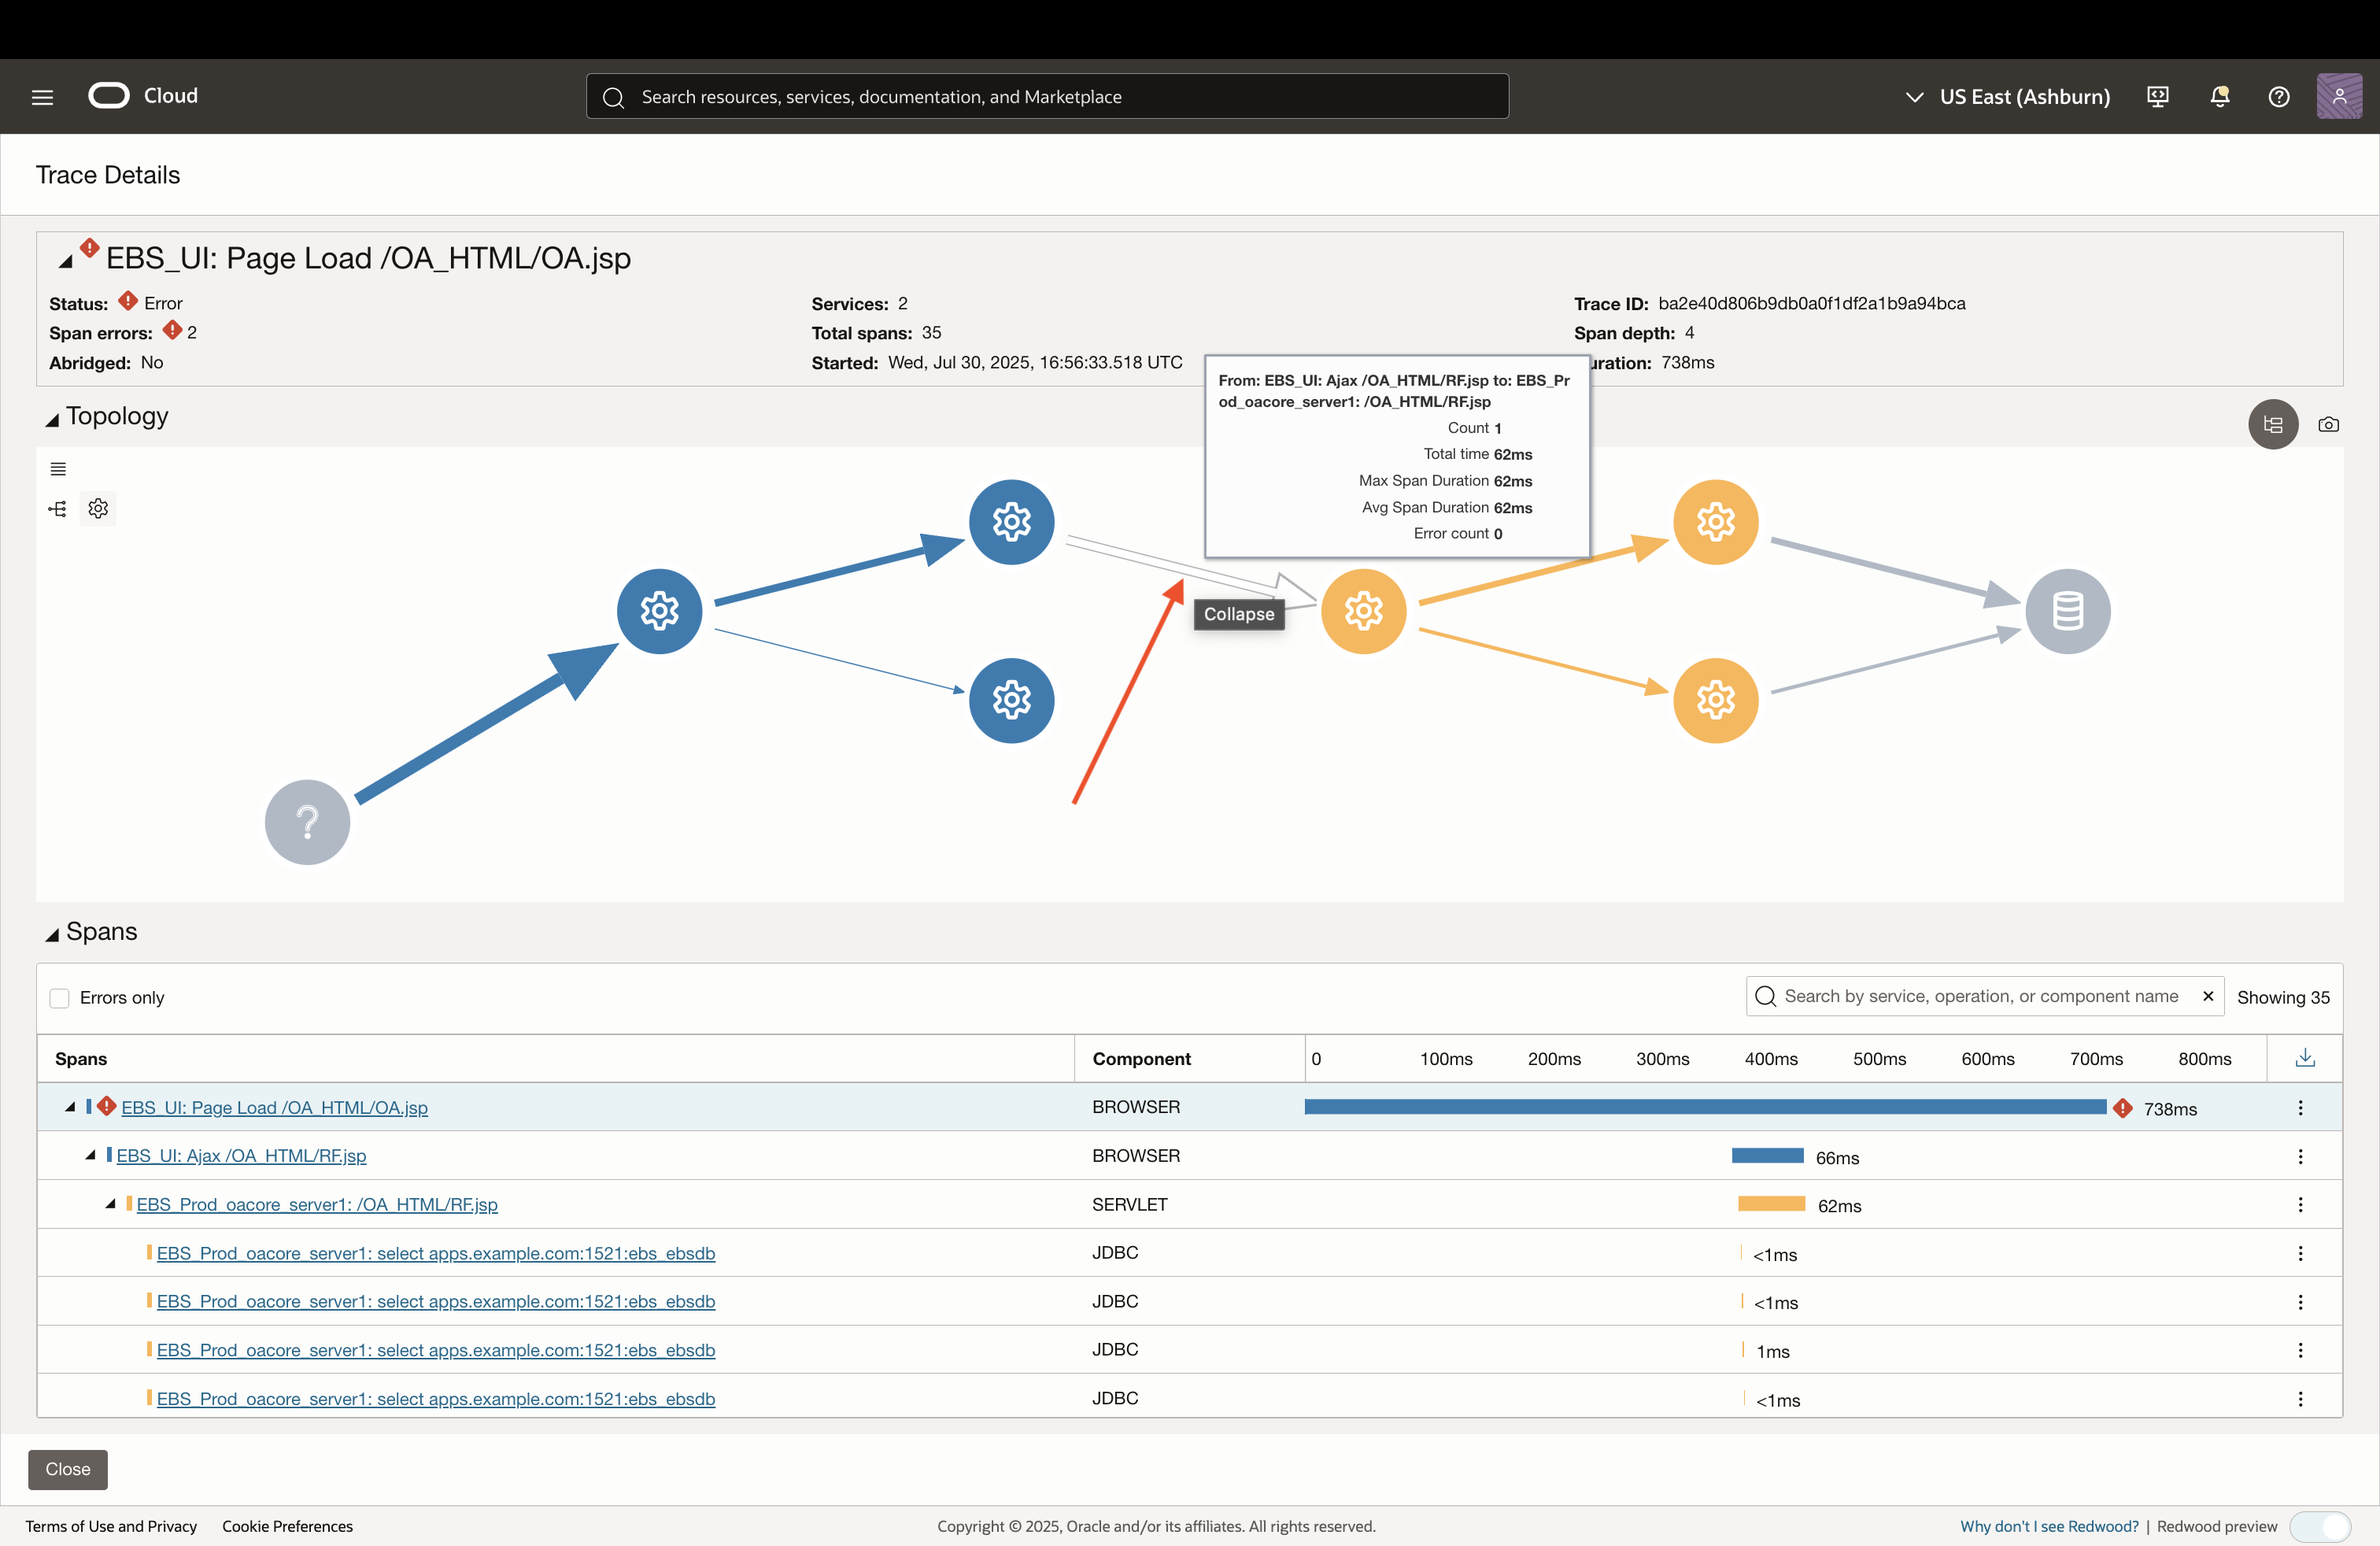 Cloud
Search resources, services, documentation, and Marketplace
US East (Ashburn)
Trace Details
EBS_UI: Page Load /OA_HTML/OA.jsp
Status: Error
Services: 2
Trace ID: ba2e40d806b9db0a0f1df2a1b9a94bca
Span errors: 2
Total spans: 35
Span depth: 4
Abridged: No
Started: Wed, Jul 30, 2025, 16:56:33.518 UTC
uration: 738ms
Topology
From: EBS_UI: Ajax /OA_HTML/RF.jsp to: EBS_Pr
od_oacore_server1: /OA_HTML/RF.jsp
Count 1
Total time 62ms
Max Span Duration 62ms
Avg Span Duration 62ms
Error count 0
Collapse
?
Spans
Errors only
Search by service, operation, or component name
Showing 35
Spans Component 0 100ms 200ms 300ms 400ms 500ms 600ms 700ms 800ms
EBS_UI: Page Load /OA_HTML/OA.jsp BROWSER 738ms
EBS_UI: Ajax /OA_HTML/RF.jsp BROWSER 66ms
EBS_Prod_oacore_server1: /OA_HTML/RF.jsp SERVLET 62ms
EBS_Prod_oacore_server1: select apps.example.com:1521:ebs_ebsdb JDBC <1ms
EBS_Prod_oacore_server1: select apps.example.com:1521:ebs_ebsdb JDBC <1ms
EBS_Prod_oacore_server1: select apps.example.com:1521:ebs_ebsdb JDBC 1ms
EBS_Prod_oacore_server1: select apps.example.com:1521:ebs_ebsdb JDBC <1ms
Close
Terms of Use and Privacy Cookie Preferences
Copyright © 2025, Oracle and/or its affiliates. All rights reserved.
Why don't I see Redwood? | Redwood preview